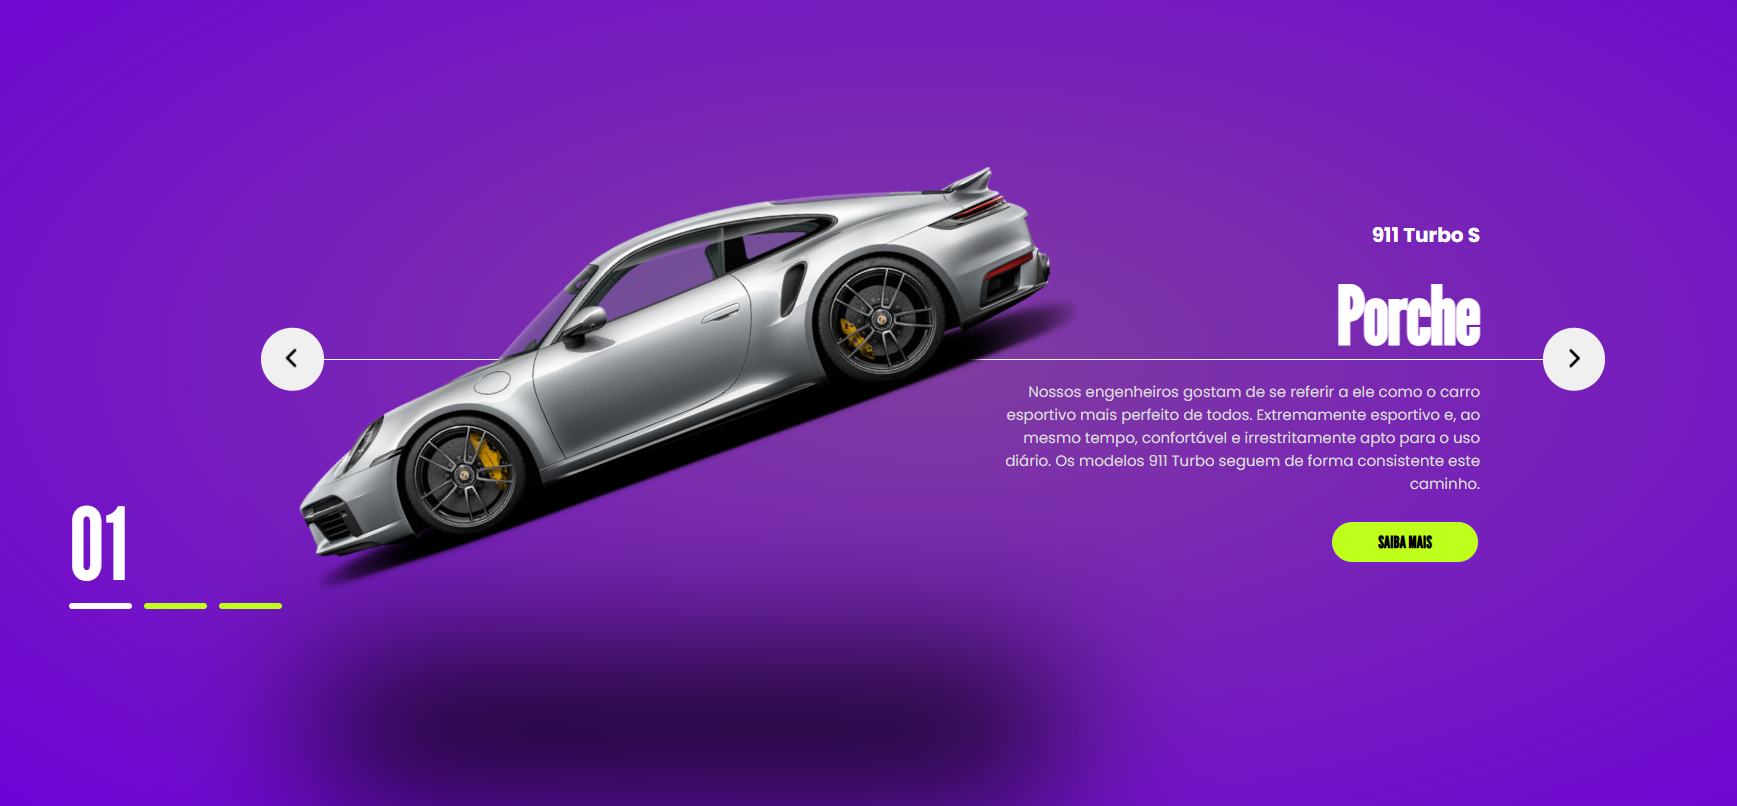 911 Turbo S
Porche
Nossos engenheiros gostam de se referir a ele como o carro
esportivo mais perfeito de todos. Extremamente esportivo e, ao
mesmo tempo, confortável e irrestritamente apto para o uso
diário. Os modelos 911 Turbo seguem de forma consistente este
caminho.
SAIBA MAIS
01